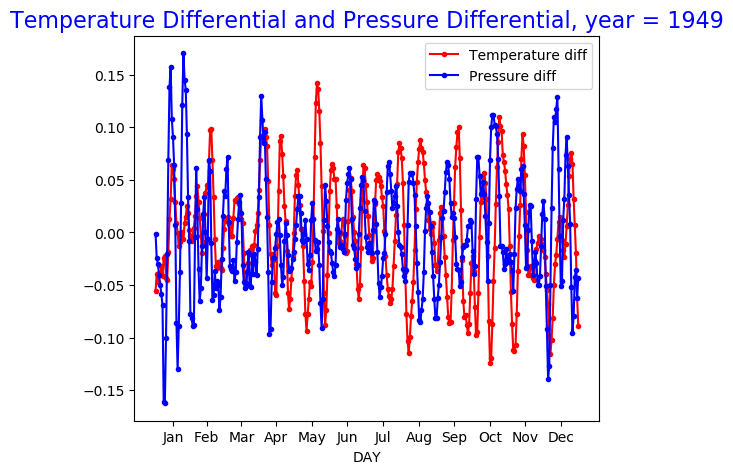 Temperature Differential and Pressure Differential, year = 1949
Temperature diff
Pressure diff
0.15
0.10
0.05
0.00
−0.05
−0.10
−0.15
Jan Feb Mar Apr May Jun Jul Aug Sep Oct Nov Dec
DAY